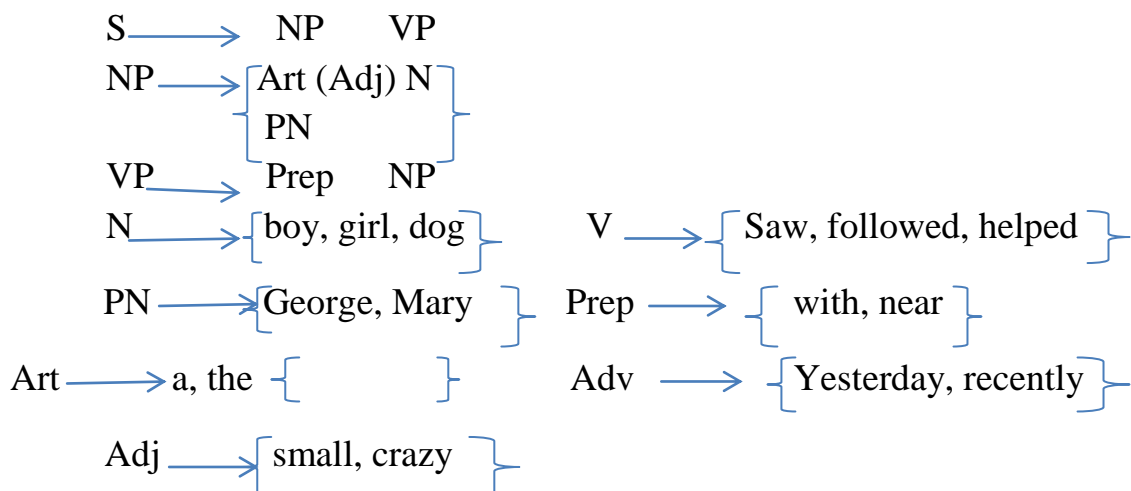 S → NP VP
NP → { Art (Adj) N
PN }
VP → Prep NP
N → { boy, girl, dog } V → { Saw, followed, helped }
PN → { George, Mary } Prep → { with, near }
Art → a, the { } Adv → { Yesterday, recently }
Adj → { small, crazy }